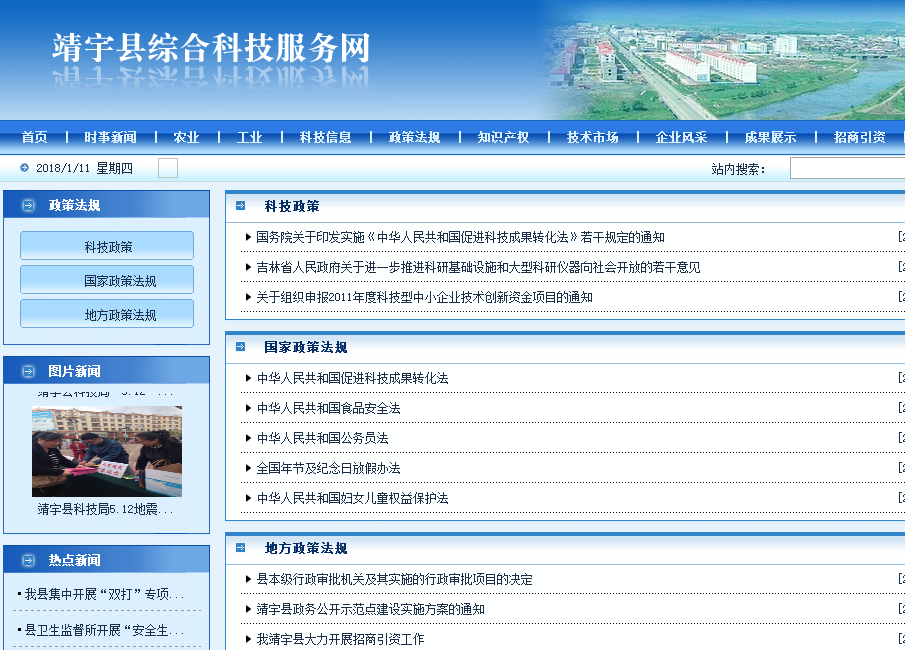 靖宇县综合科技服务网
首页 | 时事新闻 | 农业 | 工业 | 科技信息 | 政策法规 | 知识产权 | 技术市场 | 企业风采 | 成果展示 | 招商引资
2018/1/11 星期四
站内搜索：
政策法规
科技政策
国家政策法规
地方政策法规
图片新闻
靖宇县科技局5.12地震...
热点新闻
我县集中开展“双打”专项...
县卫生监督所开展“安全生...
科技政策
国务院关于印发实施《中华人民共和国促进科技成果转化法》若干规定的通知
吉林省人民政府关于进一步推进科研基础设施和大型科研仪器向社会开放的若干意见
关于组织申报2011年度科技型中小企业技术创新资金项目的通知
国家政策法规
中华人民共和国促进科技成果转化法
中华人民共和国食品安全法
中华人民共和国公务员法
全国年节及纪念日放假办法
中华人民共和国妇女儿童权益保护法
地方政策法规
县本级行政审批机关及其实施的行政审批项目的决定
靖宇县政务公开示范点建设实施方案的通知
我靖宇县大力开展招商引资工作